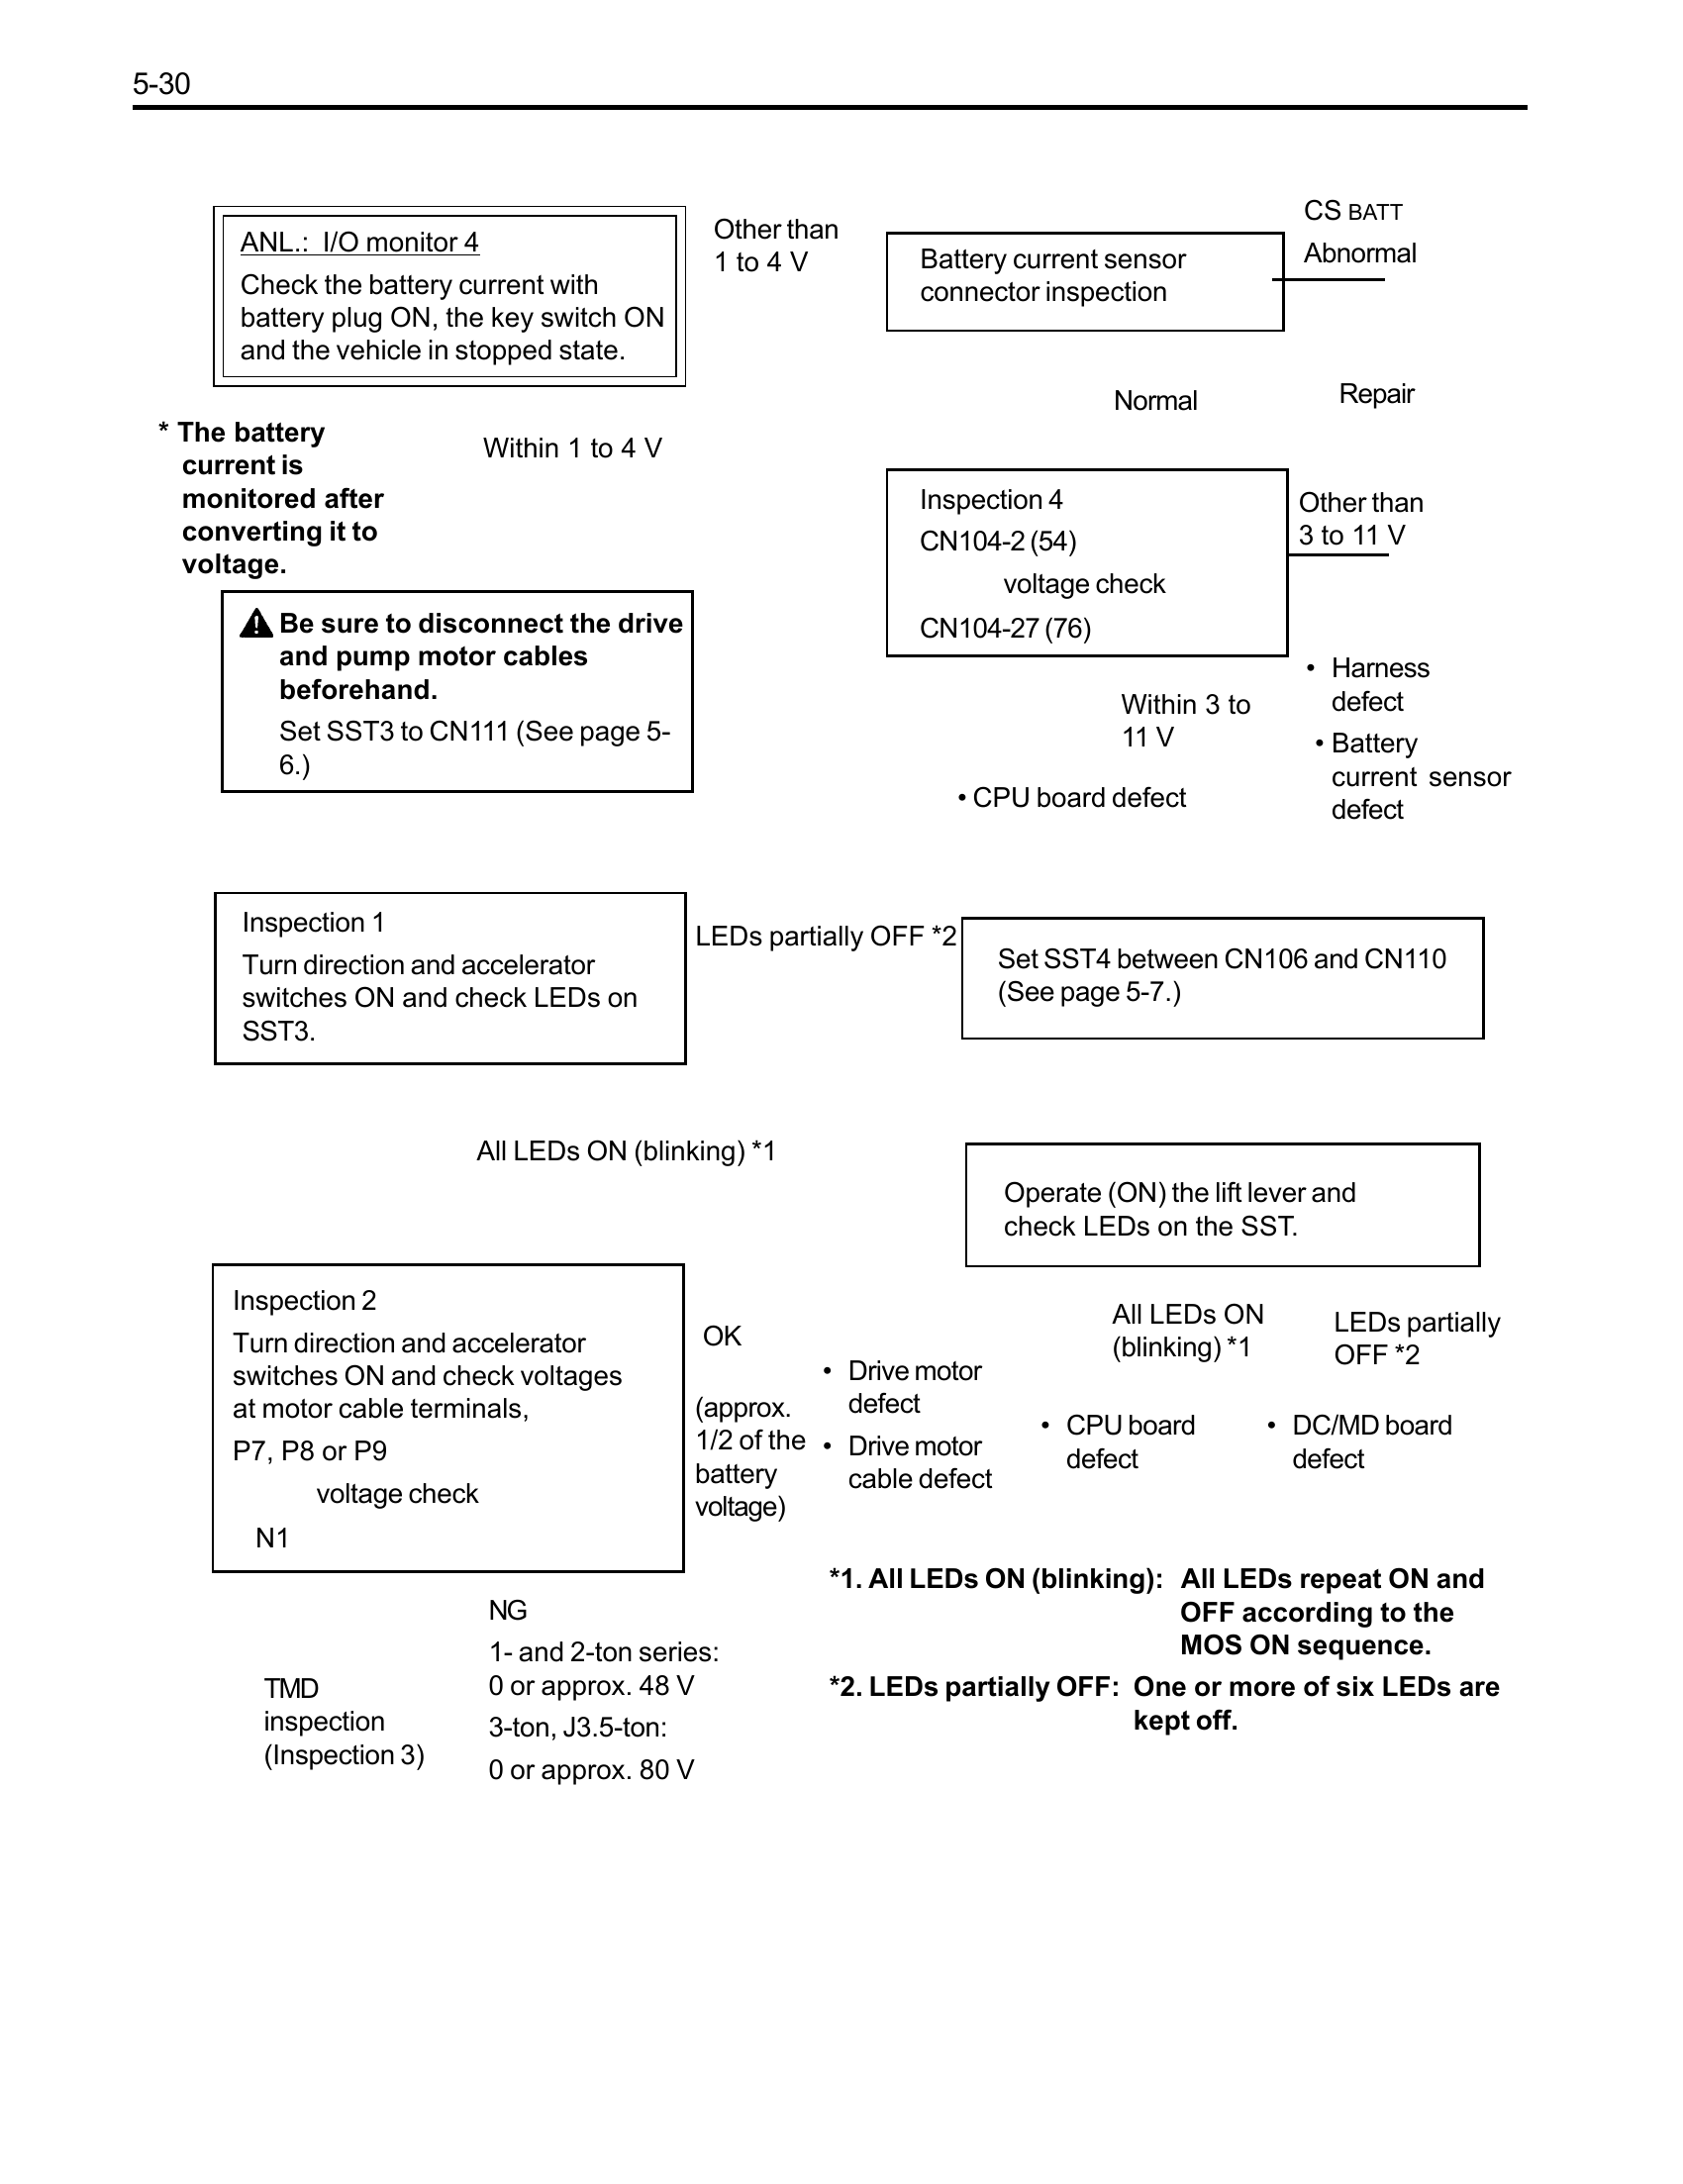 5-30
ANL.: I/O monitor 4
Check the battery current with
battery plug ON, the key switch ON
and the vehicle in stopped state.
Other than
1 to 4 V
Battery current sensor
connector inspection
CS BATT
Abnormal
Normal
Repair
* The battery
current is
monitored after
converting it to
voltage.
Within 1 to 4 V
Inspection 4
CN104-2 (54)
voltage check
CN104-27 (76)
Other than
3 to 11 V
Be sure to disconnect the drive
and pump motor cables
beforehand.
Set SST3 to CN111 (See page 5-
6.)
Within 3 to
11 V
• CPU board defect
• Harness
defect
• Battery
current sensor
defect
Inspection 1
Turn direction and accelerator
switches ON and check LEDs on
SST3.
LEDs partially OFF *2
Set SST4 between CN106 and CN110
(See page 5-7.)
All LEDs ON (blinking) *1
Operate (ON) the lift lever and
check LEDs on the SST.
Inspection 2
Turn direction and accelerator
switches ON and check voltages
at motor cable terminals,
P7, P8 or P9
voltage check
N1
OK
(approx.
1/2 of the
battery
voltage)
• Drive motor
defect
• Drive motor
cable defect
All LEDs ON
(blinking) *1
LEDs partially
OFF *2
• CPU board
defect
• DC/MD board
defect
*1. All LEDs ON (blinking): All LEDs repeat ON and
OFF according to the
MOS ON sequence.
*2. LEDs partially OFF: One or more of six LEDs are
kept off.
NG
1- and 2-ton series:
0 or approx. 48 V
3-ton, J3.5-ton:
0 or approx. 80 V
TMD
inspection
(Inspection 3)